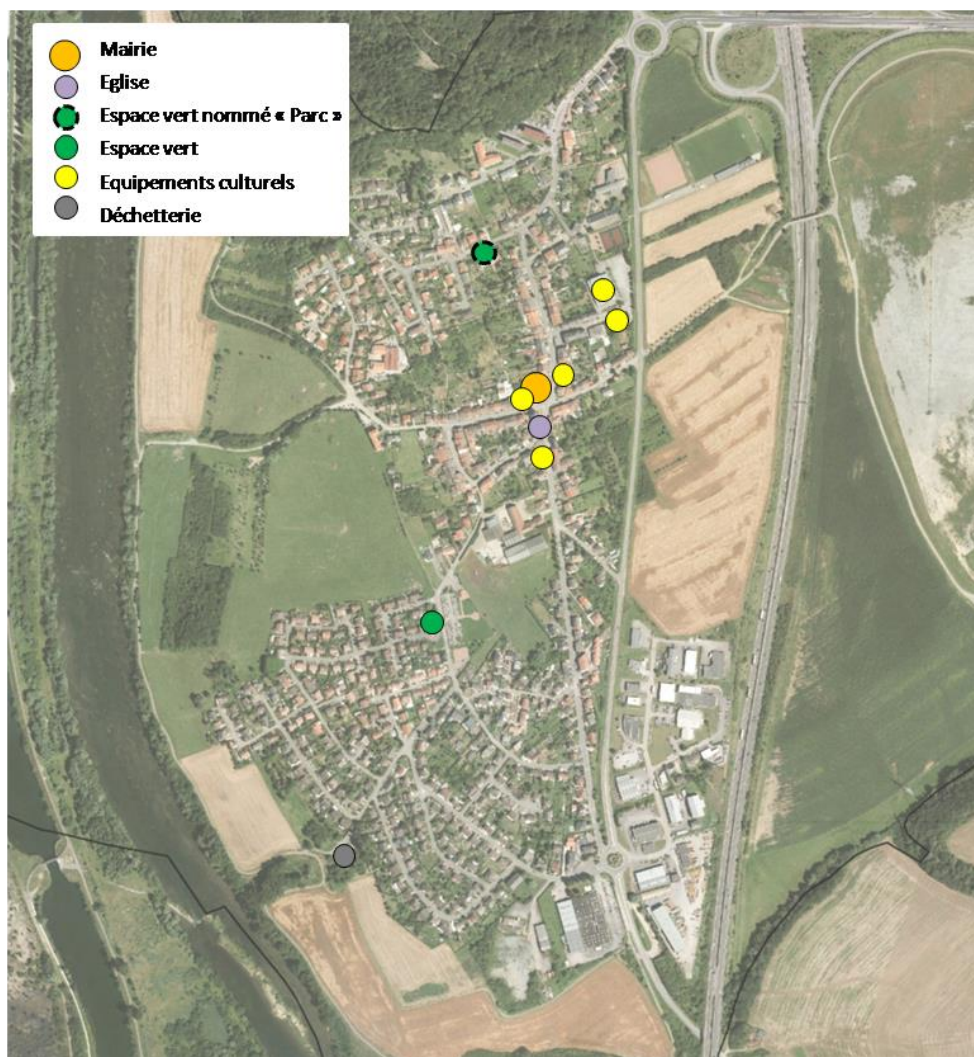 Mairie
Eglise
Espace vert nommé « Parc »
Espace vert
Equipements culturels
Déchetterie